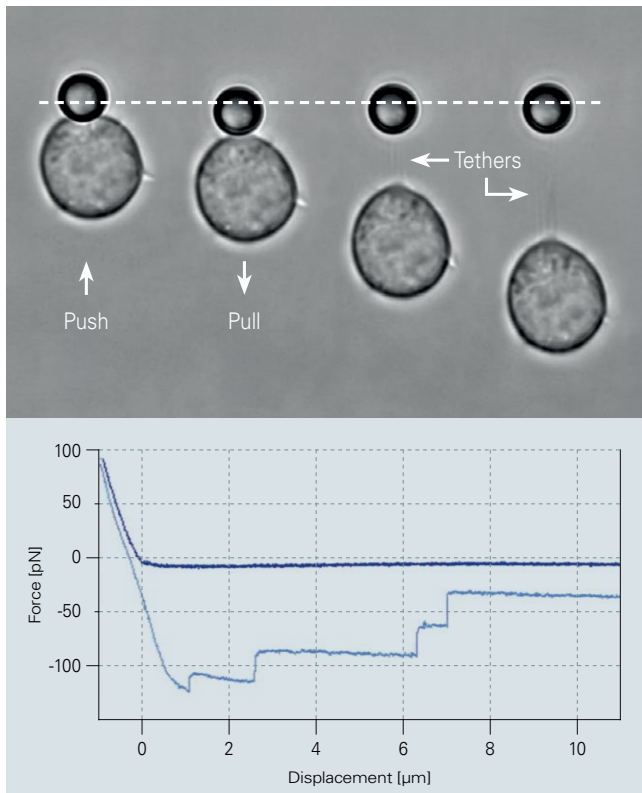 Tethers
Push
Pull
100
50
0
-50
-100
Force [pN]
0 2 4 6 8 10
Displacement [µm]